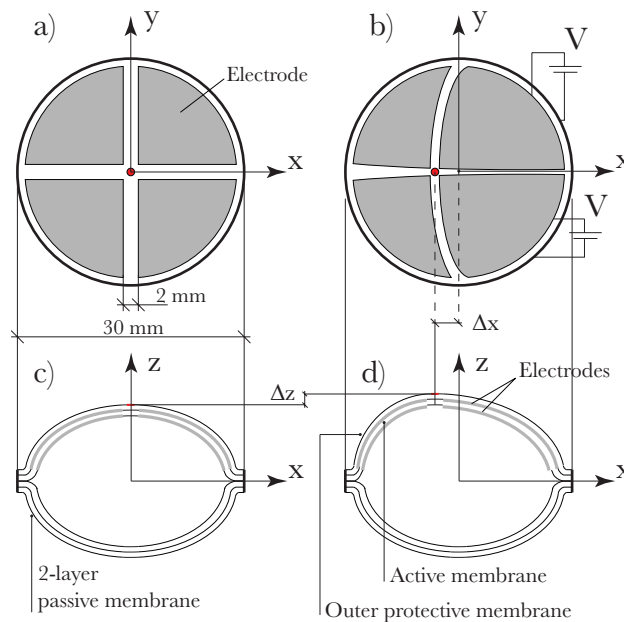 a)
y
Electrode
x
2 mm
30 mm
b)
y
V
x
V
Δx
c)
z
Δz
x
2-layer
passive membrane
d)
z
Electrodes
x
Active membrane
Outer protective membrane